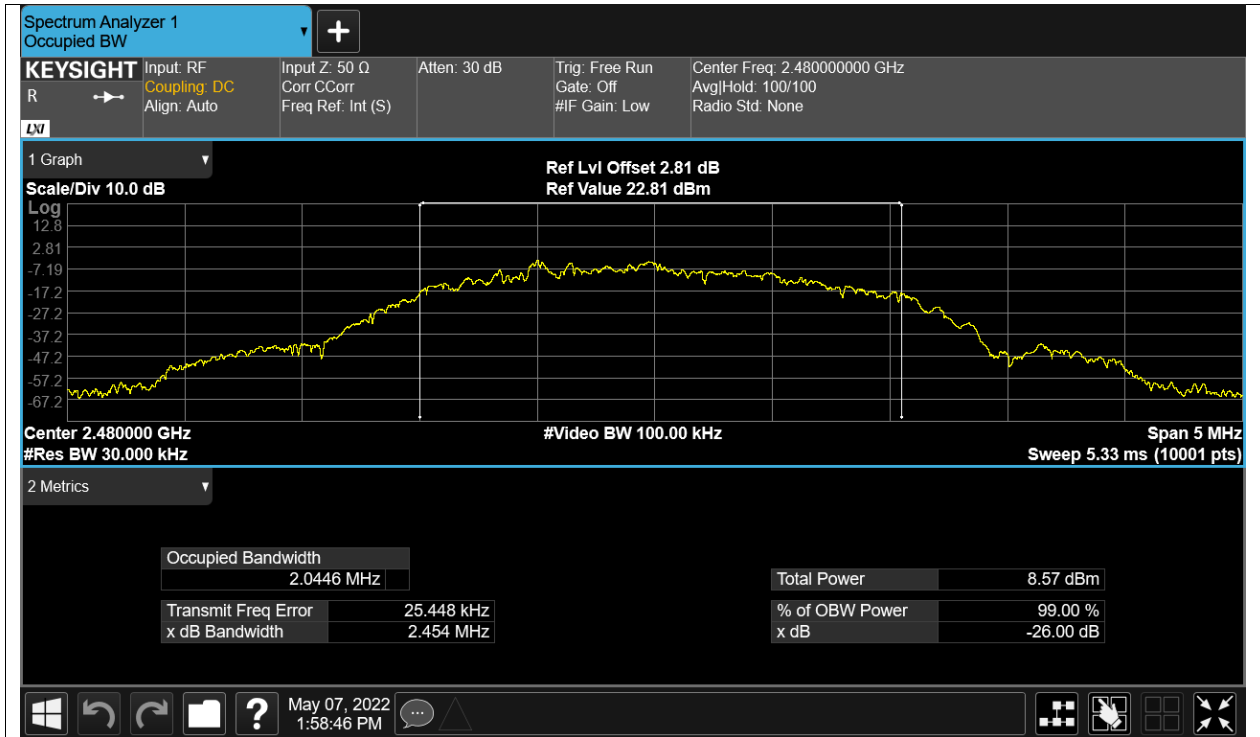 Spectrum Analyzer 1
Occupied BW
KEYSIGHT
R
LXI
Input: RF
Coupling: DC
Align: Auto
Input Z: 50 Ω
Corr CCorr
Freq Ref: Int (S)
Atten: 30 dB
Trig: Free Run
Gate: Off
#IF Gain: Low
Center Freq: 2.480000000 GHz
Avg|Hold: 100/100
Radio Std: None
1 Graph
Scale/Div 10.0 dB
Ref Lvl Offset 2.81 dB
Ref Value 22.81 dBm
Log
12.8
2.81
-7.19
-17.2
-27.2
-37.2
-47.2
-57.2
-67.2
Center 2.480000 GHz
#Res BW 30.000 kHz
#Video BW 100.00 kHz
Span 5 MHz
Sweep 5.33 ms (10001 pts)
2 Metrics
Occupied Bandwidth
2.0446 MHz
Transmit Freq Error 25.448 kHz
x dB Bandwidth 2.454 MHz
Total Power 8.57 dBm
% of OBW Power 99.00 %
x dB -26.00 dB
May 07, 2022
1:58:46 PM